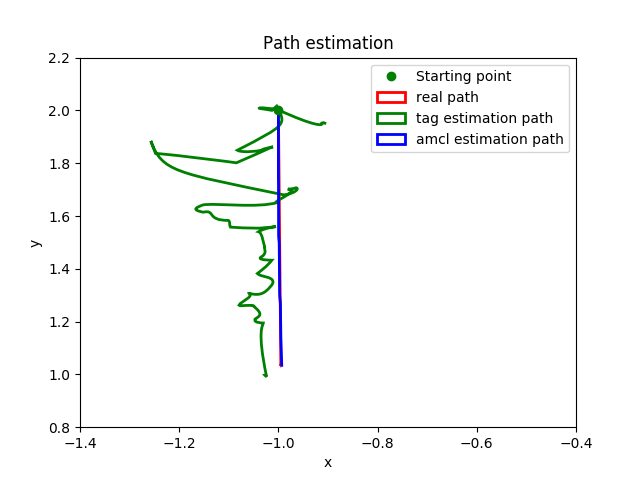 Path estimation
Starting point
real path
tag estimation path
amcl estimation path
2.2
2.0
1.8
1.6
1.4
1.2
1.0
0.8
y
−1.4 −1.2 −1.0 −0.8 −0.6 −0.4
x